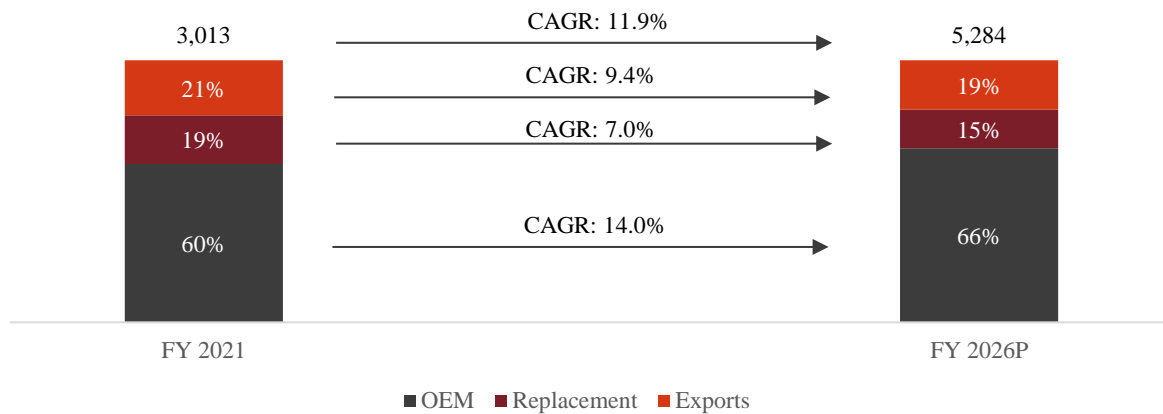 CAGR: 11.9%
3,013
5,284
CAGR: 9.4%
21%
19%
CAGR: 7.0%
19%
15%
CAGR: 14.0%
60%
66%
FY 2021
FY 2026P
OEM Replacement Exports